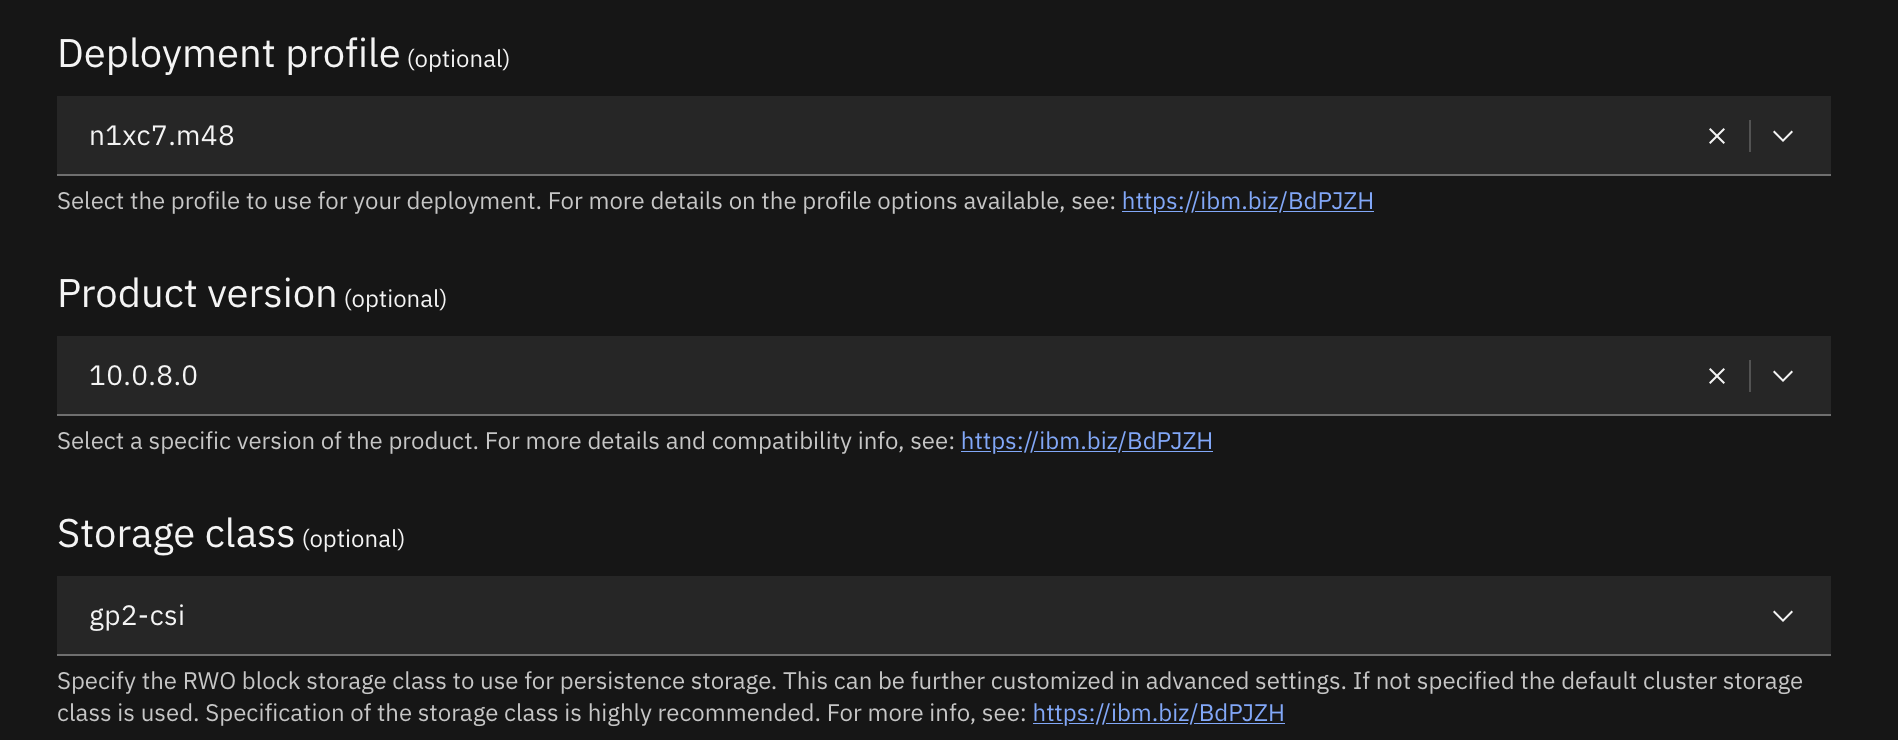 Deployment profile (optional)
n1xc7.m48
Select the profile to use for your deployment. For more details on the profile options available, see: https://ibm.biz/BdPJZH
Product version (optional)
10.0.8.0
Select a specific version of the product. For more details and compatibility info, see: https://ibm.biz/BdPJZH
Storage class (optional)
gp2-csi
Specify the RWO block storage class to use for persistence storage. This can be further customized in advanced settings. If not specified the default cluster storage
class is used. Specification of the storage class is highly recommended. For more info, see: https://ibm.biz/BdPJZH